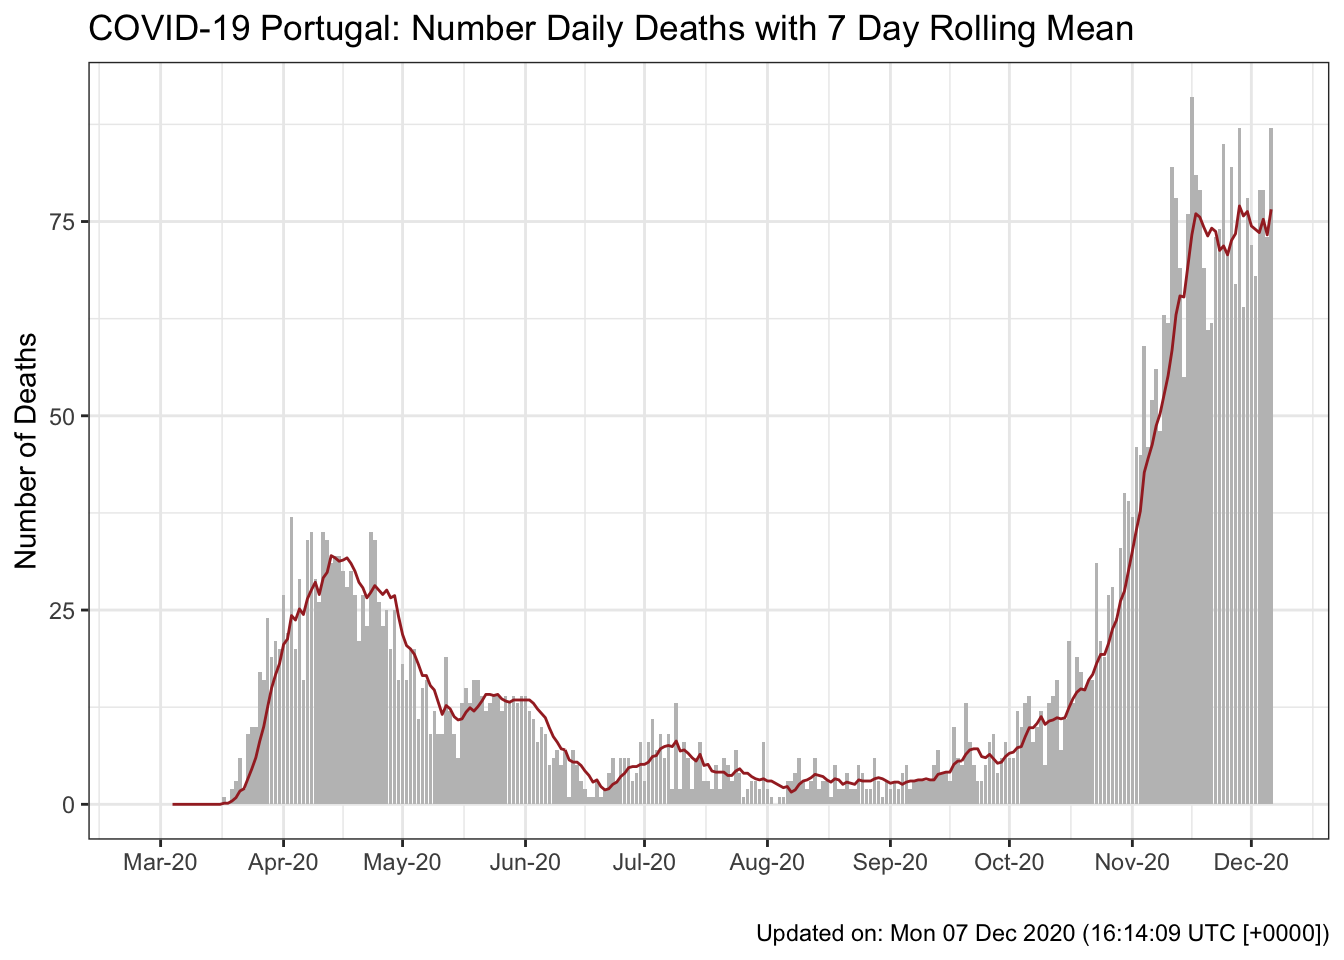 COVID-19 Portugal: Number Daily Deaths with 7 Day Rolling Mean
Number of Deaths
75
50
25
0
Mar-20 Apr-20 May-20 Jun-20 Jul-20 Aug-20 Sep-20 Oct-20 Nov-20 Dec-20
Updated on: Mon 07 Dec 2020 (16:14:09 UTC [+0000])